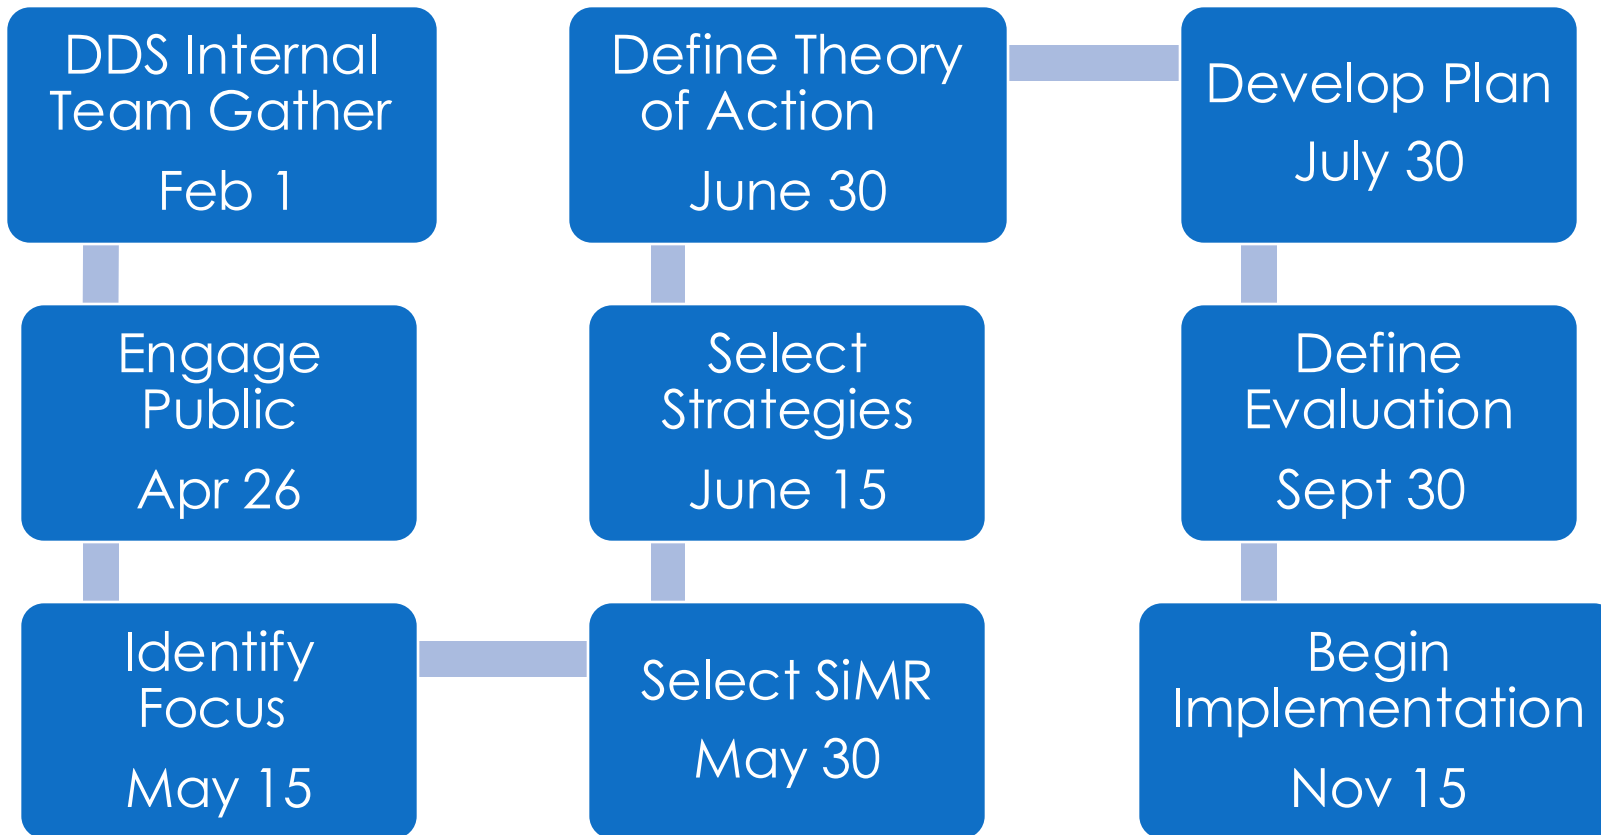 DDS Internal
Team Gather
Feb 1
Engage
Public
Apr 26
Identify
Focus
May 15
Select SiMR
May 30
Select
Strategies
June 15
Define Theory
of Action
June 30
Develop Plan
July 30
Define
Evaluation
Sept 30
Begin
Implementation
Nov 15